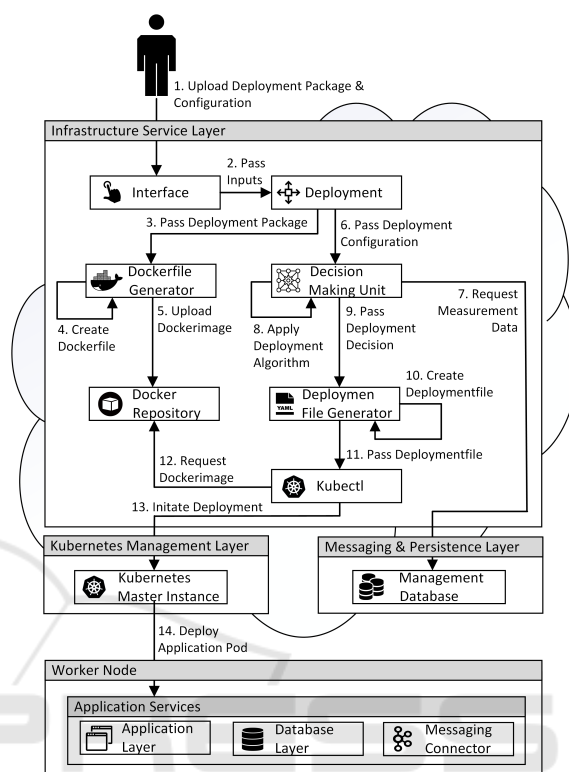 1. Upload Deployment Package &
Configuration
Infrastructure Service Layer
2. Pass
Inputs
Interface
Deployment
3. Pass Deployment Package
6. Pass Deployment
Configuration
Dockerfile
Generator
Decision
Making Unit
7. Request
Measurement
Data
4. Create
Dockerfile
5. Upload
Dockerimage
8. Apply
Deployment
Algorithm
9. Pass
Deployment
Decision
10. Create
Deploymentfile
Docker
Repository
YAML
Deploymen
File Generator
11. Pass Deploymentfile
12. Request
Dockerimage
Kubectl
13. Initate Deployment
Kubernetes Management Layer
Messaging & Persistence Layer
Kubernetes
Master Instance
Management
Database
14. Deploy
Application Pod
Worker Node
Application Services
Application
Layer
Database
Layer
Messaging
Connector
PRESS